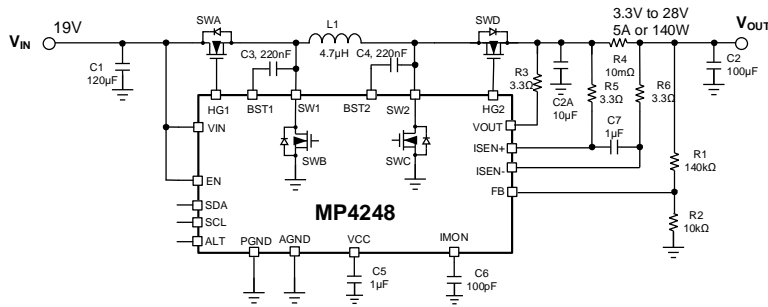 SWA
SWD
3.3V to 28V
5A or 140W
VIN
19V
VOUT
C3, 220nF
L1
4.7µH
C4, 220nF
R4
10mΩ
C1
120µF
R3
3.3Ω
C2A
10µF
R5
3.3Ω
R6
3.3Ω
C2
100µF
HG1
BST1
SW1
BST2
SW2
HG2
VIN
VOUT
SWB
SWC
ISEN+
C7
1µF
ISEN-
R1
140kΩ
EN
FB
SDA
SCL
ALT
MP4248
R2
10kΩ
PGND
AGND
VCC
IMON
C5
1µF
C6
100pF